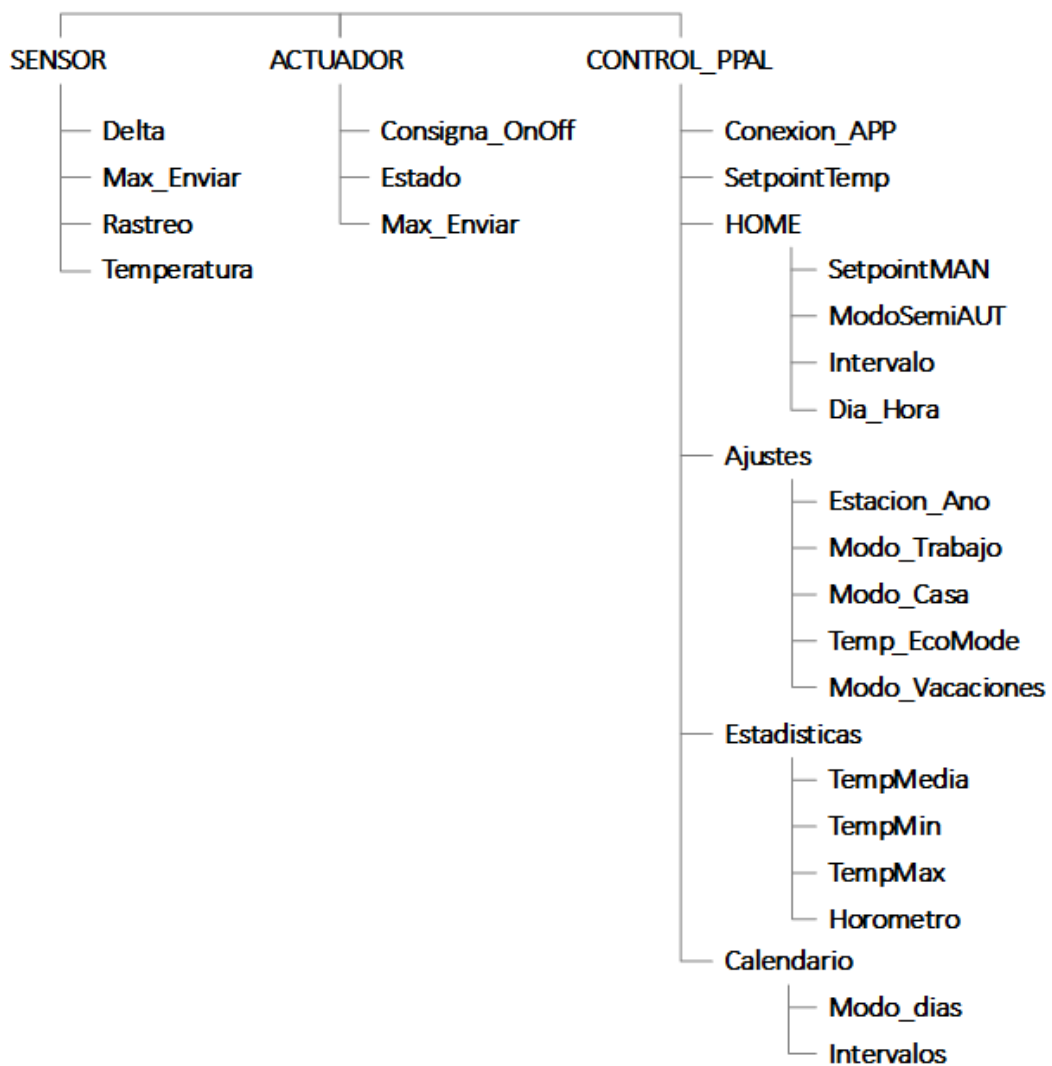 SENSOR
ACTUADOR
CONTROL_PPAL
Delta
Max_Enviar
Rastreo
Temperatura
Consigna_OnOff
Estado
Max_Enviar
Conexion_APP
SetpointTemp
HOME
SetpointMAN
ModoSemiAUT
Intervalo
Dia_Hora
Ajustes
Estacion_Ano
Modo_Trabajo
Modo_Casa
Temp_EcoMode
Modo_Vacaciones
Estadisticas
TempMedia
TempMin
TempMax
Horometro
Calendario
Modo_dias
Intervalos